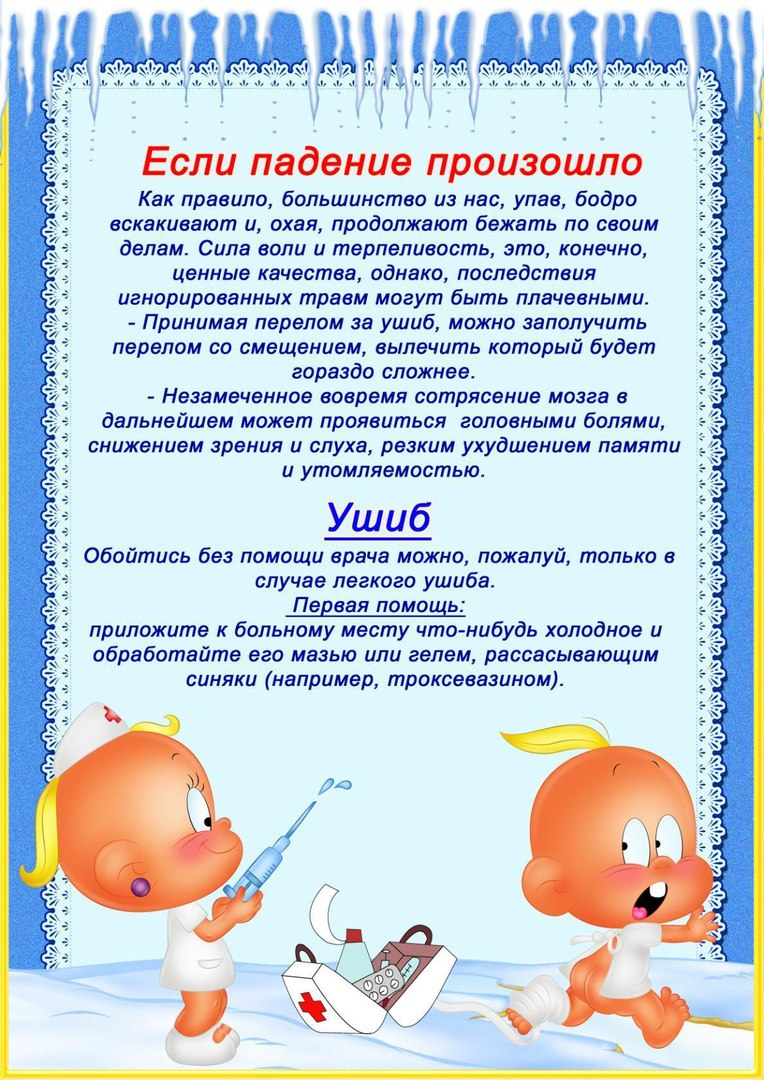 Если падение произошло
Как правило, большинство из нас, упав, бодро
вскакивают и, охая, продолжают бежать по своим
делам. Сила воли и терпеливость, это, конечно,
ценные качества, однако, последствия
игнорированных травм могут быть плачевными.
- Принимая перелом за ушиб, можно заполучить
перелом со смещением, вылечить который будет
гораздо сложнее.
- Незамеченное вовремя сотрясение мозга в
дальнейшем может проявиться головными болями,
снижением зрения и слуха, резким ухудшением памяти
и утомляемостью.
Ушиб
Обойтись без помощи врача можно, пожалуй, только в
случае легкого ушиба.
Первая помощь:
приложите к больному месту что-нибудь холодное и
обработайте его мазью или гелем, рассасывающим
синяки (например, троксевазином).